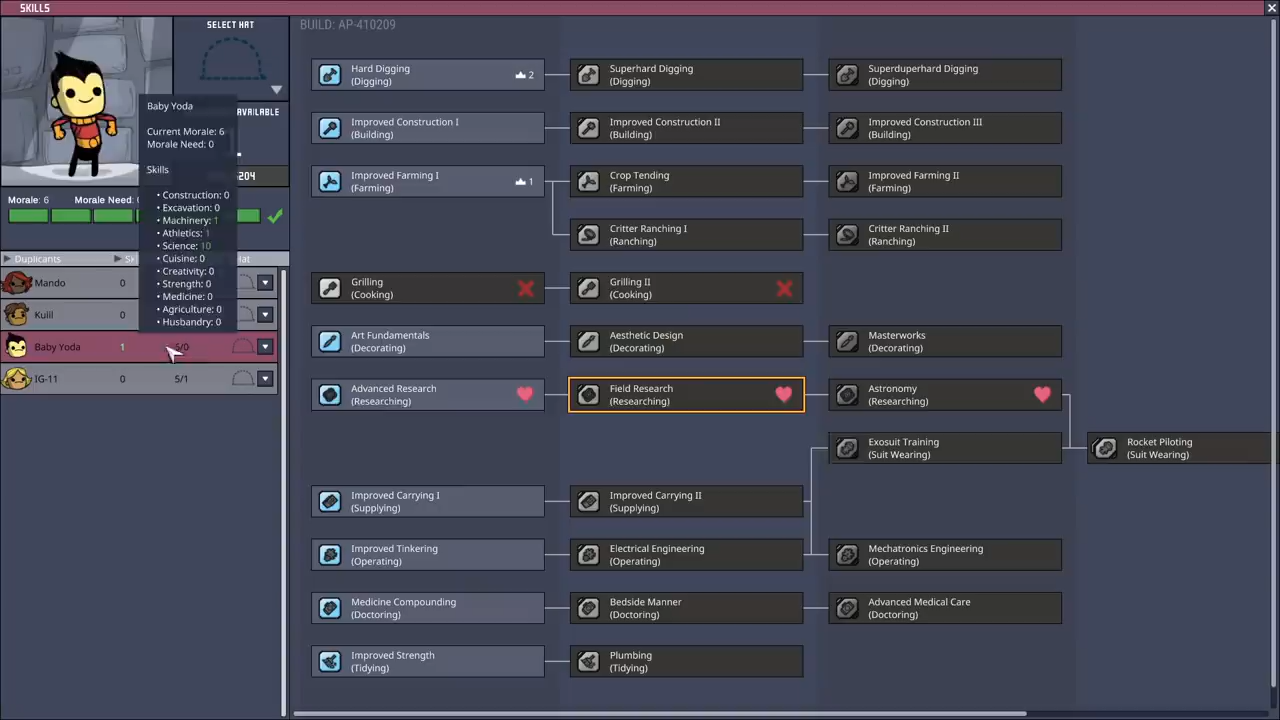 SKILLS
BUILD: AP-410209
SELECT HAT
AVAILABLE
204
Morale: 6
Morale Need:
Baby Yoda
Current Morale: 6
Morale Need: 0
Skills
• Construction: 0
• Excavation: 0
• Machinery: 1
• Athletics: 1
• Science: 10
• Cuisine: 0
• Creativity: 0
• Strength: 0
• Medicine: 0
• Agriculture: 0
• Husbandry: 0
Duplicants
Mando 0
Kuiil 0
Baby Yoda 1 6/0
IG-11 0 5/1
Hard Digging
(Digging)
2
Superhard Digging
(Digging)
Superduperhard Digging
(Digging)
Improved Construction I
(Building)
Improved Construction II
(Building)
Improved Construction III
(Building)
Improved Farming I
(Farming)
1
Crop Tending
(Farming)
Improved Farming II
(Farming)
Critter Ranching I
(Ranching)
Critter Ranching II
(Ranching)
Grilling
(Cooking)
Grilling II
(Cooking)
Art Fundamentals
(Decorating)
Aesthetic Design
(Decorating)
Masterworks
(Decorating)
Advanced Research
(Researching)
Field Research
(Researching)
Astronomy
(Researching)
Exosuit Training
(Suit Wearing)
Rocket Piloting
(Suit Wearing)
Improved Carrying I
(Supplying)
Improved Carrying II
(Supplying)
Improved Tinkering
(Operating)
Electrical Engineering
(Operating)
Mechatronics Engineering
(Operating)
Medicine Compounding
(Doctoring)
Bedside Manner
(Doctoring)
Advanced Medical Care
(Doctoring)
Improved Strength
(Tidying)
Plumbing
(Tidying)